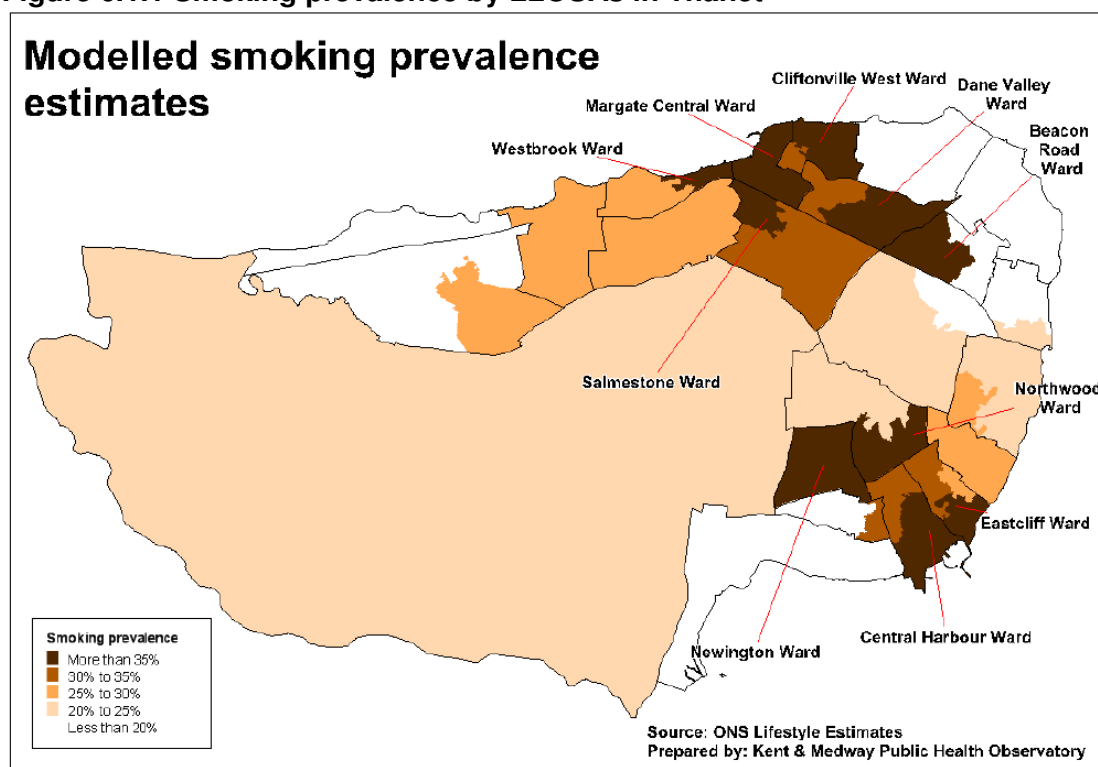 Modelled smoking prevalence
estimates
Cliftonville West Ward
Dane Valley
Ward
Margate Central Ward
Beacon
Road
Ward
Westbrook Ward
Salmestone Ward
Northwood
Ward
Eastcliff Ward
Central Harbour Ward
Newington Ward
Smoking prevalence
More than 35%
30% to 35%
25% to 30%
20% to 25%
Less than 20%
Source: ONS Lifestyle Estimates
Prepared by: Kent & Medway Public Health Observatory